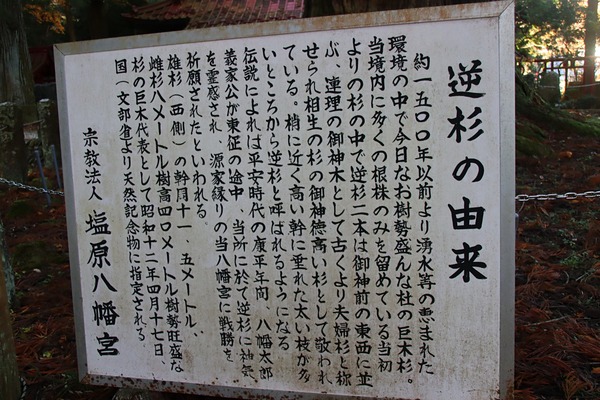 逆杉の由来
約一五〇〇年以前より湧水等の恵まれた
環境の中で今日なお樹勢盛んな杜の巨木杉。
当境内に多くの根株のみを留めている当初
よりの杉の中で逆杉二本は御神前の東西に並
ぶ、連理の御神木として古くより夫婦杉と称
せられ相生の杉の御神徳高い杉として敬われ
ている。梢に近く高い幹に垂れた太い枝が多
いところから逆杉と呼ばれるようになる
伝説によれば平安時代の康平年間、八幡太郎
義家公が東征の途中、当所に於て逆杉に神気
を霊感され、源家縁りの当八幡宮に戦勝を
祈願されたといわれる。
雄杉(西側)の幹周十一、五メートル、
雌杉八メートル樹高四〇メートル樹勢旺盛な
杉の巨木代表として昭和十二年四月十七日、
国(文部省)より天然記念物に指定される
宗教法人 塩原八幡宮